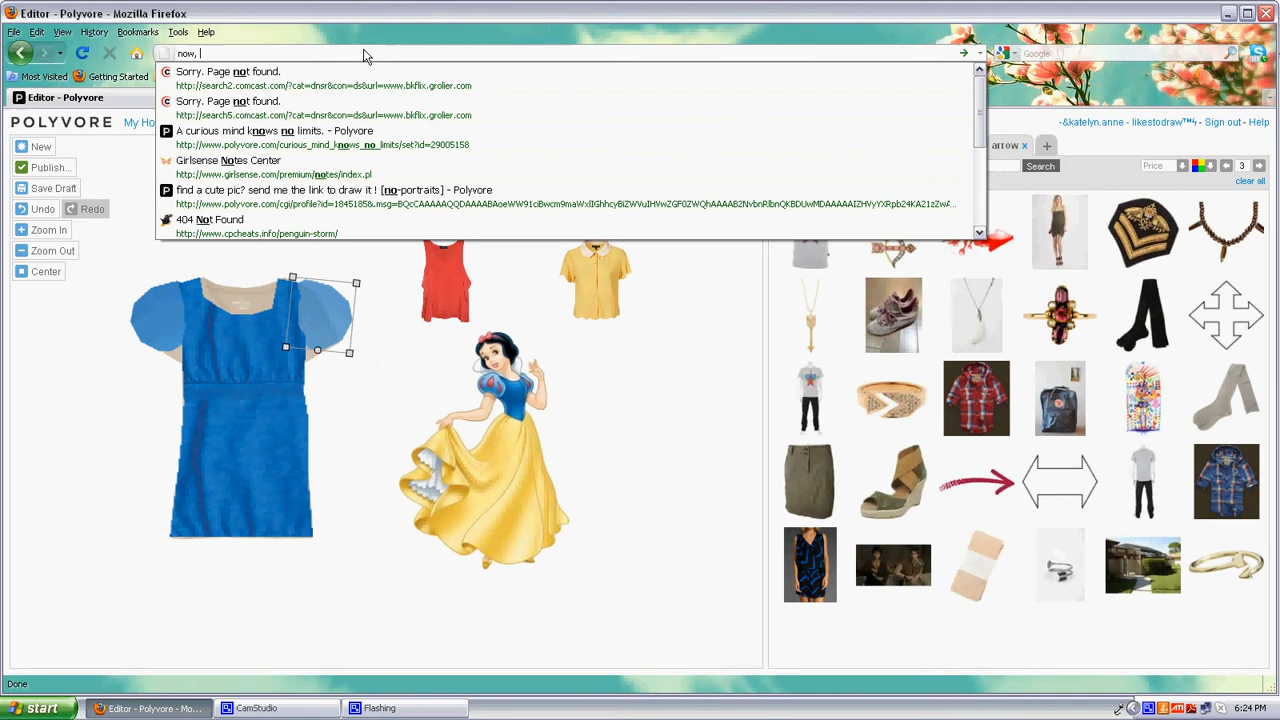 Editor - Polyvore - Mozilla Firefox
File Edit View History Bookmarks Tools Help
now,
Google
Most Visited Getting Started
Sorry. Page not found.
http://search2.comcast.com/?cat=dnsr&con=ds&url=www.bkflix.grolier.com
Sorry. Page not found.
http://search5.comcast.com/?cat=dnsr&con=ds&url=www.bkflix.grolier.com
A curious mind knows no limits. - Polyvore
http://www.polyvore.com/curious_mind_knows_no_limits/set?id=29005158
Girlsense Notes Center
http://www.girlsense.com/premium/notes/index.pl
find a cute pic? send me the link to draw it ! [no-portraits] - Polyvore
404 Not Found
http://www.cpcheats.info/penguin-storm/
Editor - Polyvore
POLYVORE My Ho
-&katelyn.anne - likestodraw™ϟ - Sign out - Help
arrow x
Search Price 3
clear all
New
Publish...
Save Draft
Undo Redo
Zoom In
Zoom Out
Center
Done
start Editor - Polyvore - Mo... CamStudio Flashing 6:24 PM